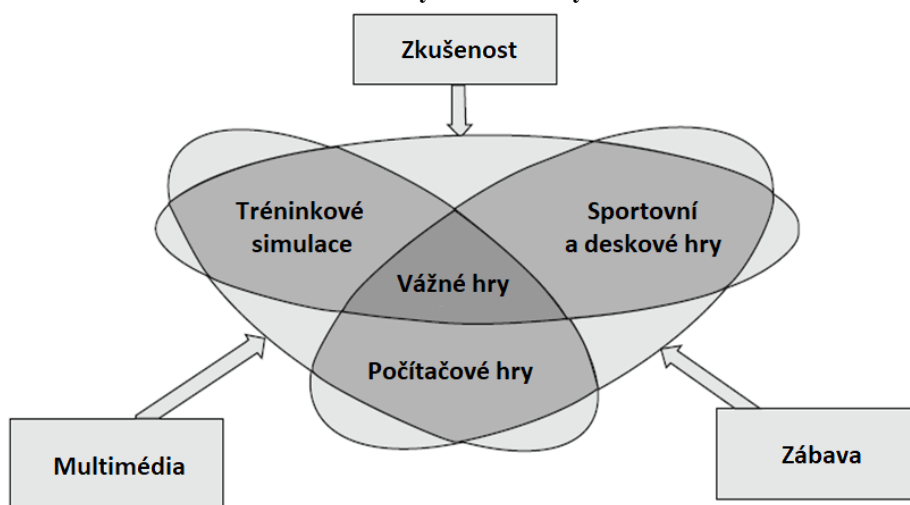 Zkušenost
Tréninkové
simulace
Sportovní
a deskové hry
Vážné hry
Počítačové hry
Multimédia
Zábava